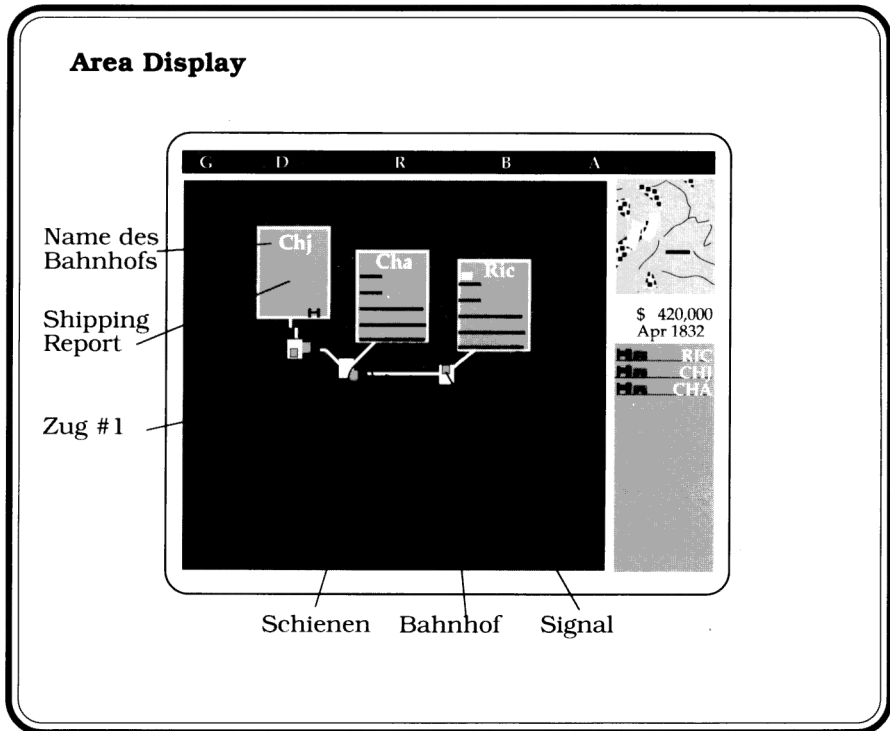 Area Display
G D R B A
Name des
Bahnhofs
Chj
Cha
Ric
Shipping
Report
$ 420,000
Apr 1832
RIC
CHI
CHA
Zug #1
Schienen Bahnhof Signal